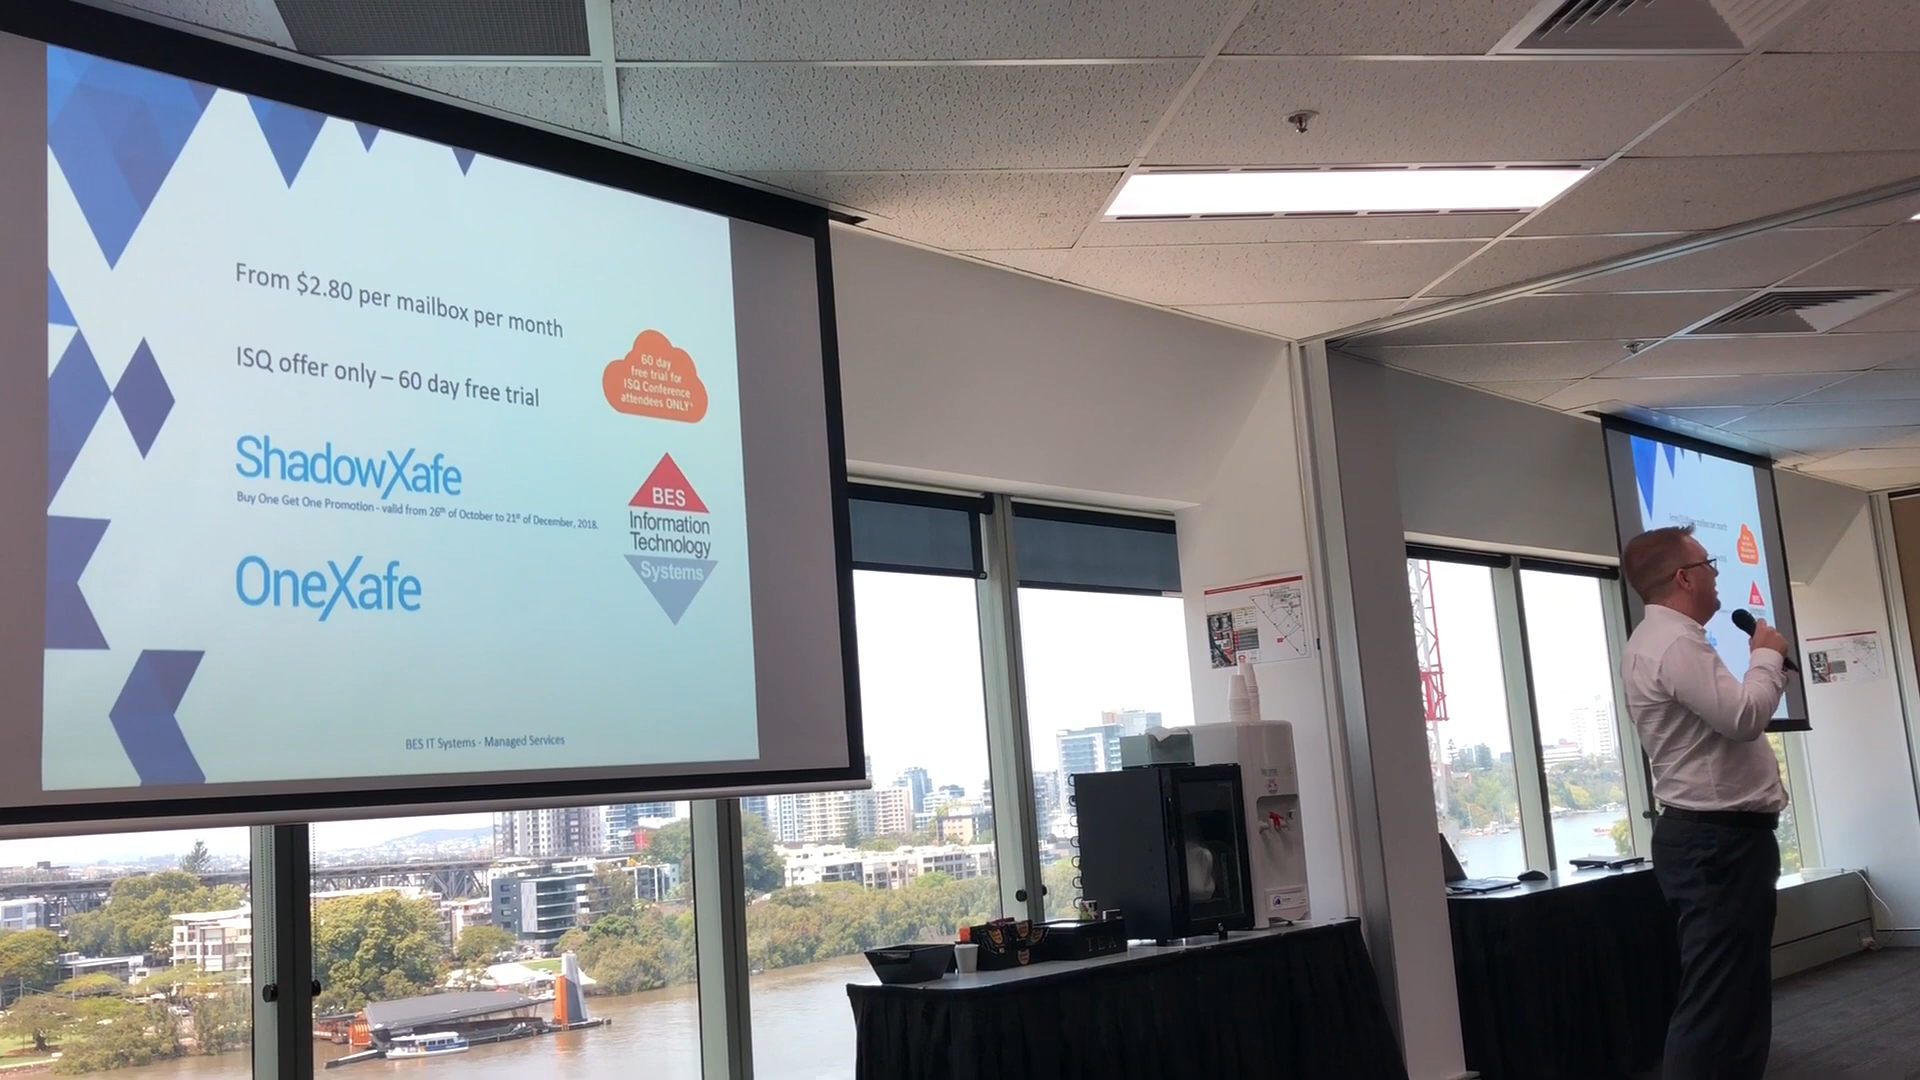 From $2.80 per mailbox per month
ISQ offer only – 60 day free trial
60 day
free trial for
ISQ Conference
attendees ONLY*
ShadowXafe
Buy One Get One Promotion - valid from 26th of October to 21st of December, 2018.
OneXafe
BES
Information
Technology
Systems
BES IT Systems - Managed Services
TEA
BES